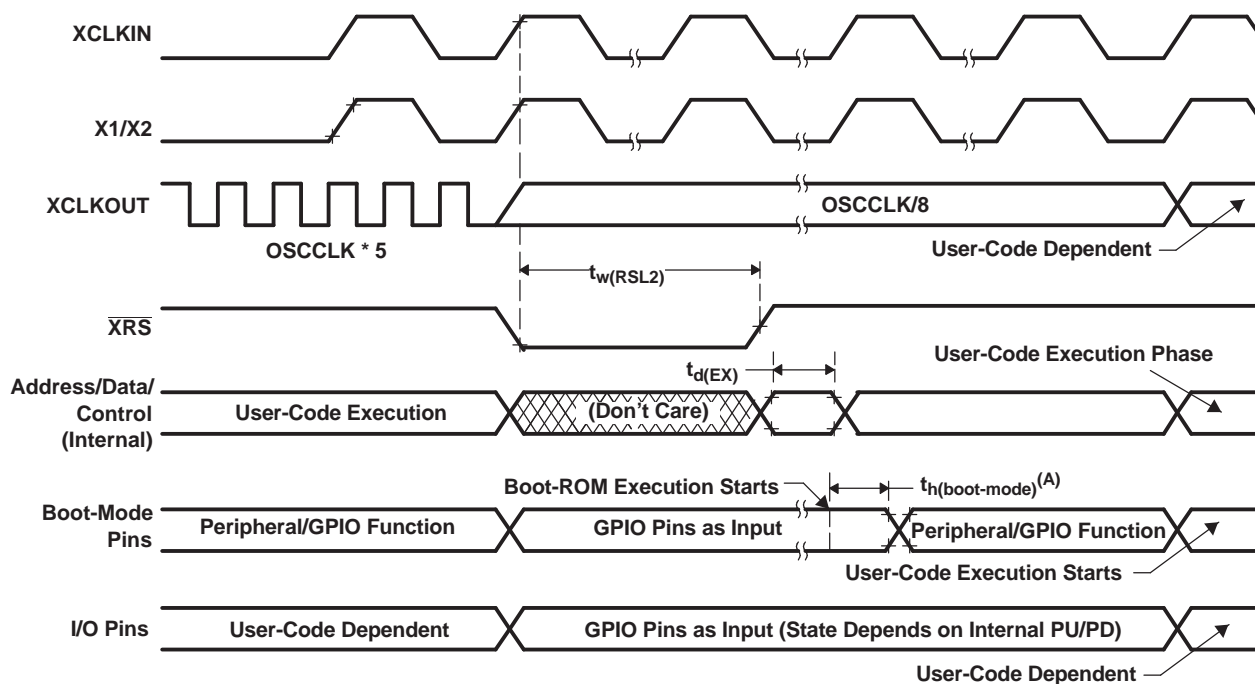 XCLKIN
X1/X2
XCLKOUT
OSCCLK * 5
OSCCLK/8
User-Code Dependent
tw(RSL2)
XRS
td(EX)
User-Code Execution Phase
Address/Data/
Control
(Internal)
User-Code Execution
(Don't Care)
Boot-ROM Execution Starts
th(boot-mode)(A)
Boot-Mode
Pins
Peripheral/GPIO Function
GPIO Pins as Input
Peripheral/GPIO Function
User-Code Execution Starts
I/O Pins
User-Code Dependent
GPIO Pins as Input (State Depends on Internal PU/PD)
User-Code Dependent